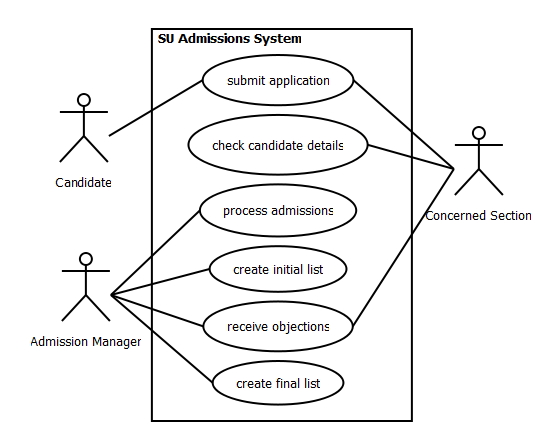 SU Admissions System
submit application
check candidate details
Candidate
Concerned Section
process admissions
create initial list
receive objections
Admission Manager
create final list